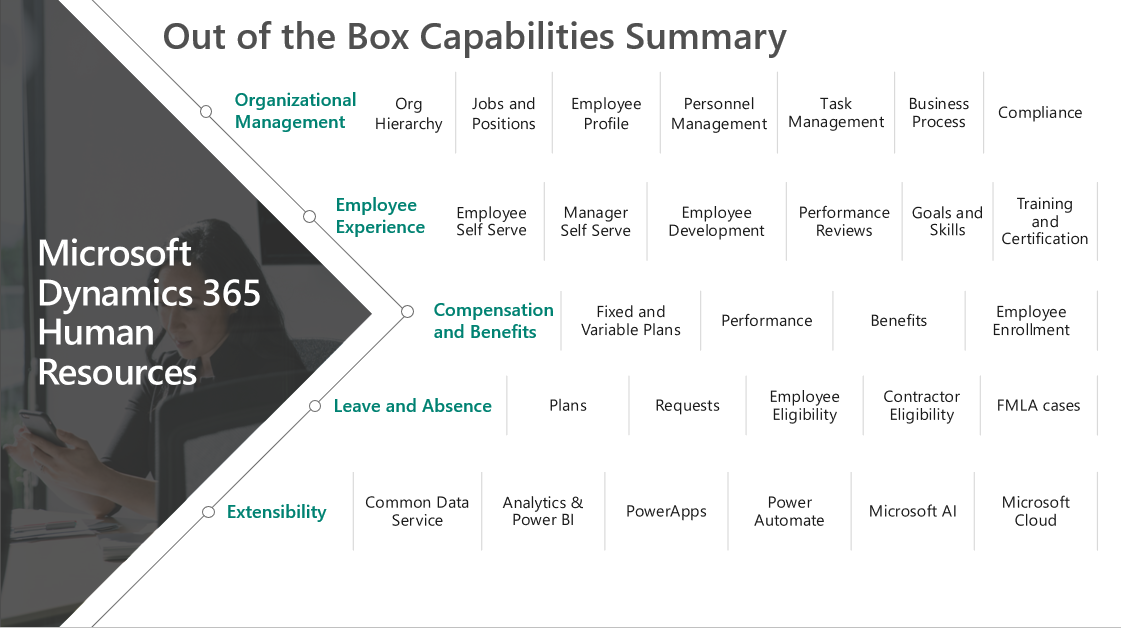 Out of the Box Capabilities Summary
Microsoft
Dynamics 365
Human
Resources
Organizational
Management
Org
Hierarchy
Jobs and
Positions
Employee
Profile
Personnel
Management
Task
Management
Business
Process
Compliance
Employee
Experience
Employee
Self Serve
Manager
Self Serve
Employee
Development
Performance
Reviews
Goals and
Skills
Training
and
Certification
Compensation
and Benefits
Fixed and
Variable Plans
Performance
Benefits
Employee
Enrollment
Leave and Absence
Plans
Requests
Employee
Eligibility
Contractor
Eligibility
FMLA cases
Extensibility
Common Data
Service
Analytics &
Power BI
PowerApps
Power
Automate
Microsoft AI
Microsoft
Cloud